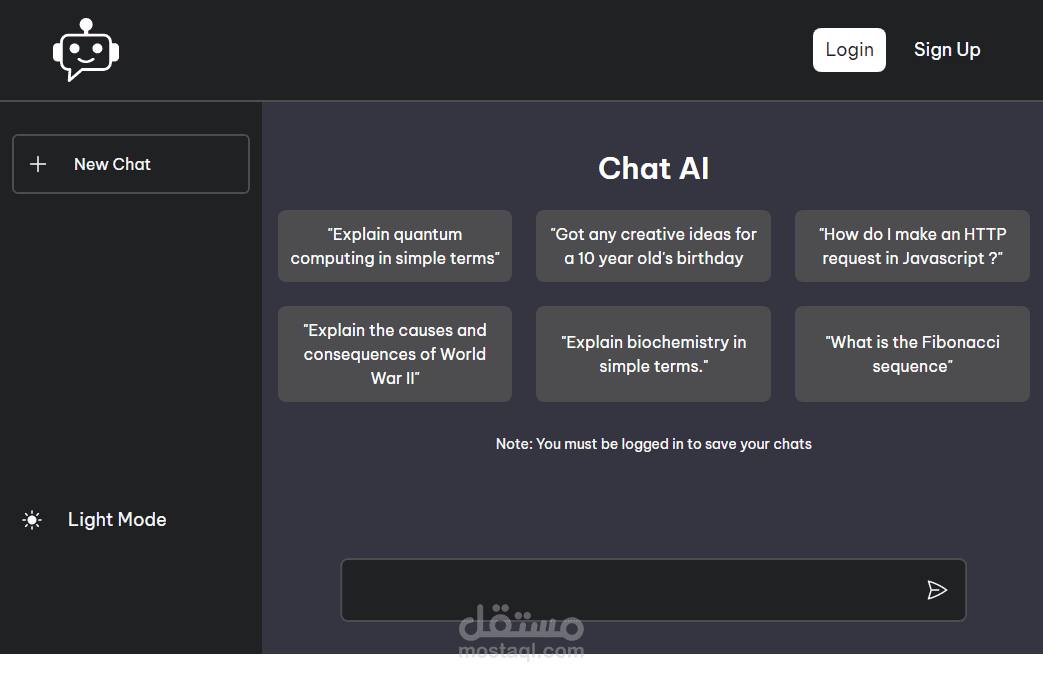 Login
Sign Up
New Chat
Chat AI
"Explain quantum
computing in simple terms"
"Got any creative ideas for
a 10 year old's birthday
"How do I make an HTTP
request in Javascript ?"
"Explain the causes and
consequences of World
War II"
"Explain biochemistry in
simple terms."
"What is the Fibonacci
sequence"
Note: You must be logged in to save your chats
Light Mode
مستقل
mostaql.com